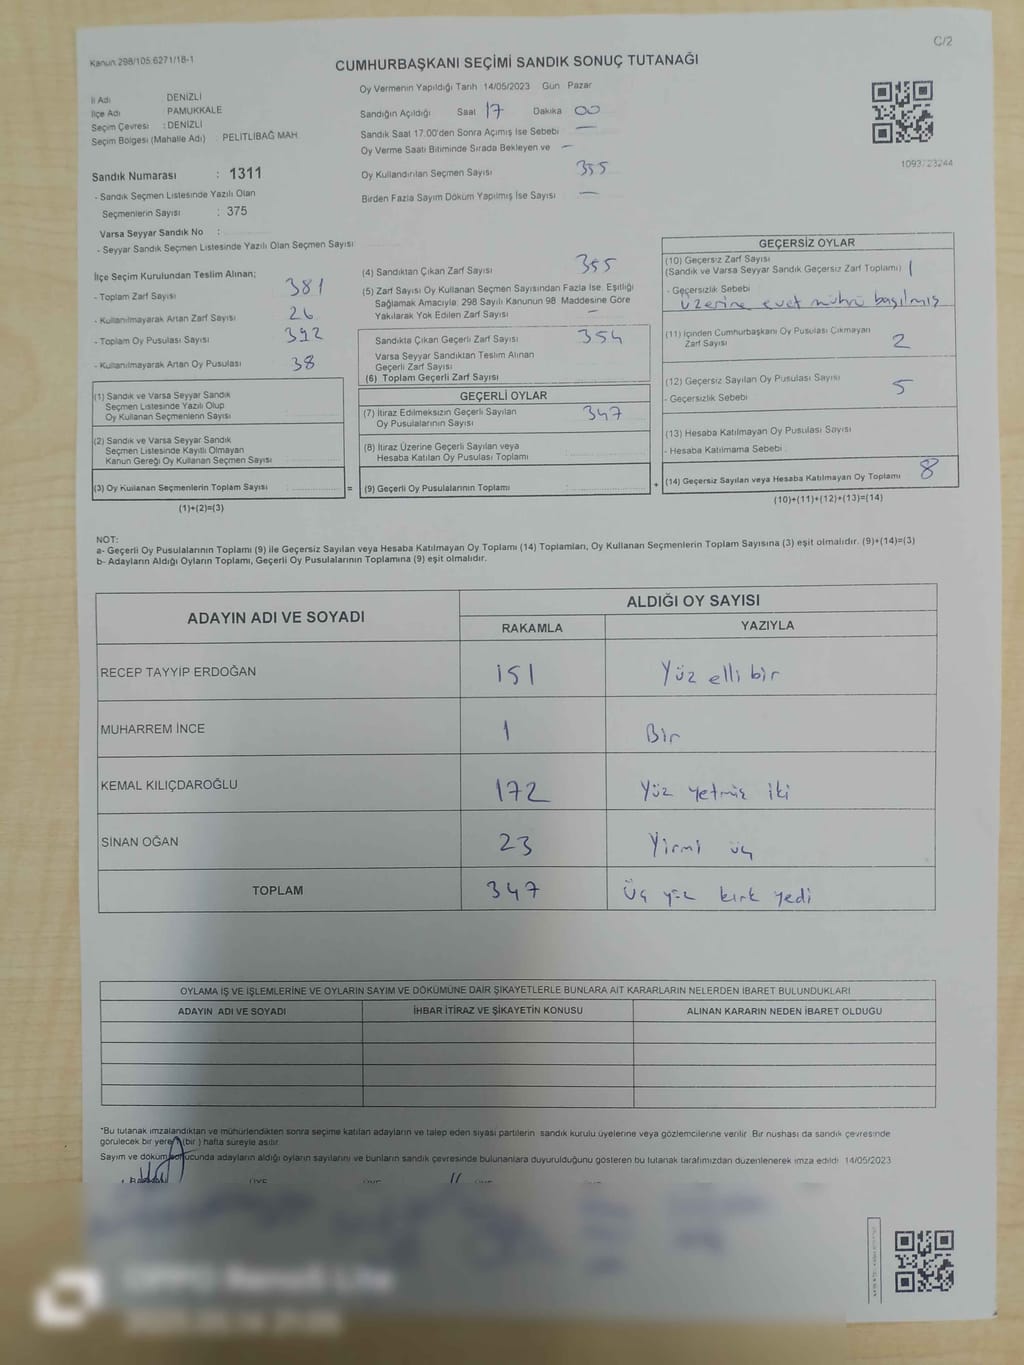 C/2
Kanun 298/105.6271/18-1
CUMHURBAŞKANI SEÇİMİ SANDIK SONUÇ TUTANAĞI
İl Adı : DENİZLİ
İlçe Adı : PAMUKKALE
Seçim Çevresi : DENİZLİ
Seçim Bölgesi (Mahalle Adı) : PELİTLİBAĞ MAH.
Sandık Numarası : 1311
- Sandık Seçmen Listesinde Yazılı Olan
Seçmenlerin Sayısı : 375
Varsa Seyyar Sandık No :
- Seyyar Sandık Seçmen Listesinde Yazılı Olan Seçmen Sayısı
Oy Vermenin Yapıldığı Tarih 14/05/2023 Gün Pazar
Sandığın Açıldığı Saat 17 Dakika 00
Sandık Saat 17.00'den Sonra Açımış İse Sebebi —
Oy Verme Saati Bitiminde Sırada Bekleyen ve —
Oy Kullandırılan Seçmen Sayısı 355
Birden Fazla Sayım Döküm Yapılmış İse Sayısı —
İlçe Seçim Kurulundan Teslim Alınan;
- Toplam Zarf Sayısı 381
- Kullanılmayarak Artan Zarf Sayısı 26
- Toplam Oy Pusulası Sayısı 392
- Kullanılmayarak Artan Oy Pusulası 38
(1) Sandık ve Varsa Seyyar Sandık
Seçmen Listesinde Yazılı Olup
Oy Kullanan Seçmenlerin Sayısı
(2) Sandık ve Varsa Seyyar Sandık
Seçmen Listesinde Kayıtlı Olmayan
Kanun Gereği Oy Kullanan Seçmen Sayısı
(3) Oy Kullanan Seçmenlerin Toplam Sayısı =
(1)+(2)=(3)
(4) Sandıktan Çıkan Zarf Sayısı 355
(5) Zarf Sayısı Oy Kullanan Seçmen Sayısından Fazla İse, Eşitliği
Sağlamak Amacıyla; 298 Sayılı Kanunun 98. Maddesine Göre
Yakılarak Yok Edilen Zarf Sayısı —
Sandıkta Çıkan Geçerli Zarf Sayısı 354
Varsa Seyyar Sandıktan Teslim Alınan
Geçerli Zarf Sayısı
(6) Toplam Geçerli Zarf Sayısı
GEÇERLİ OYLAR
(7) İtiraz Edilmeksizin Geçerli Sayılan
Oy Pusulalarının Sayısı 347
(8) İtiraz Üzerine Geçerli Sayılan veya
Hesaba Katılan Oy Pusulası Toplamı
(9) Geçerli Oy Pusulalarının Toplamı +
GEÇERSİZ OYLAR
(10) Geçersiz Zarf Sayısı
(Sandık ve Varsa Seyyar Sandık Geçersiz Zarf Toplamı) 1
- Geçersizlik Sebebi
üzerine evet mührü basılmış
(11) İçinden Cumhurbaşkanı Oy Pusulası Çıkmayan
Zarf Sayısı 2
(12) Geçersiz Sayılan Oy Pusulası Sayısı 5
- Geçersizlik Sebebi
(13) Hesaba Katılmayan Oy Pusulası Sayısı
- Hesaba Katılmama Sebebi
(14) Geçersiz Sayılan veya Hesaba Katılmayan Oy Toplamı 8
(10)+(11)+(12)+(13)=(14)
NOT:
a- Geçerli Oy Pusulalarının Toplamı (9) ile Geçersiz Sayılan veya Hesaba Katılmayan Oy Toplamı (14) Toplamları, Oy Kullanan Seçmenlerin Toplam Sayısına (3) eşit olmalıdır. (9)+(14)=(3)
b- Adayların Aldığı Oyların Toplamı, Geçerli Oy Pusulalarının Toplamına (9) eşit olmalıdır.
ADAYIN ADI VE SOYADI ALDIĞI OY SAYISI
RAKAMLA YAZIYLA
RECEP TAYYİP ERDOĞAN 151 Yüz elli bir
MUHARREM İNCE 1 Bir
KEMAL KILIÇDAROĞLU 172 Yüz yetmiş iki
SİNAN OĞAN 23 Yirmi üç
TOPLAM 347 Üç yüz kırk yedi
OYLAMA İŞ VE İŞLEMLERİNE VE OYLARIN SAYIM VE DÖKÜMÜNE DAİR ŞİKAYETLERLE BUNLARA AİT KARARLARIN NELERDEN İBARET BULUNDUKLARI
ADAYIN ADI VE SOYADI İHBAR İTİRAZ VE ŞİKAYETİN KONUSU ALINAN KARARIN NEDEN İBARET OLDUĞU
"Bu tutanak imzalandıktan ve mühürlendikten sonra seçime katılan adayların ve talep eden siyasi partilerin sandık kurulu üyelerine veya gözlemcilerine verilir. Bir nüshası da sandık çevresinde
görülecek bir yere (bir) hafta süreyle asılır.
Sayım ve döküm sonucunda adayların aldığı oyların sayılarını ve bunların sandık çevresinde bulunanlara duyurulduğunu gösteren bu tutanak tarafımızdan düzenlenerek imza edildi. 14/05/2023